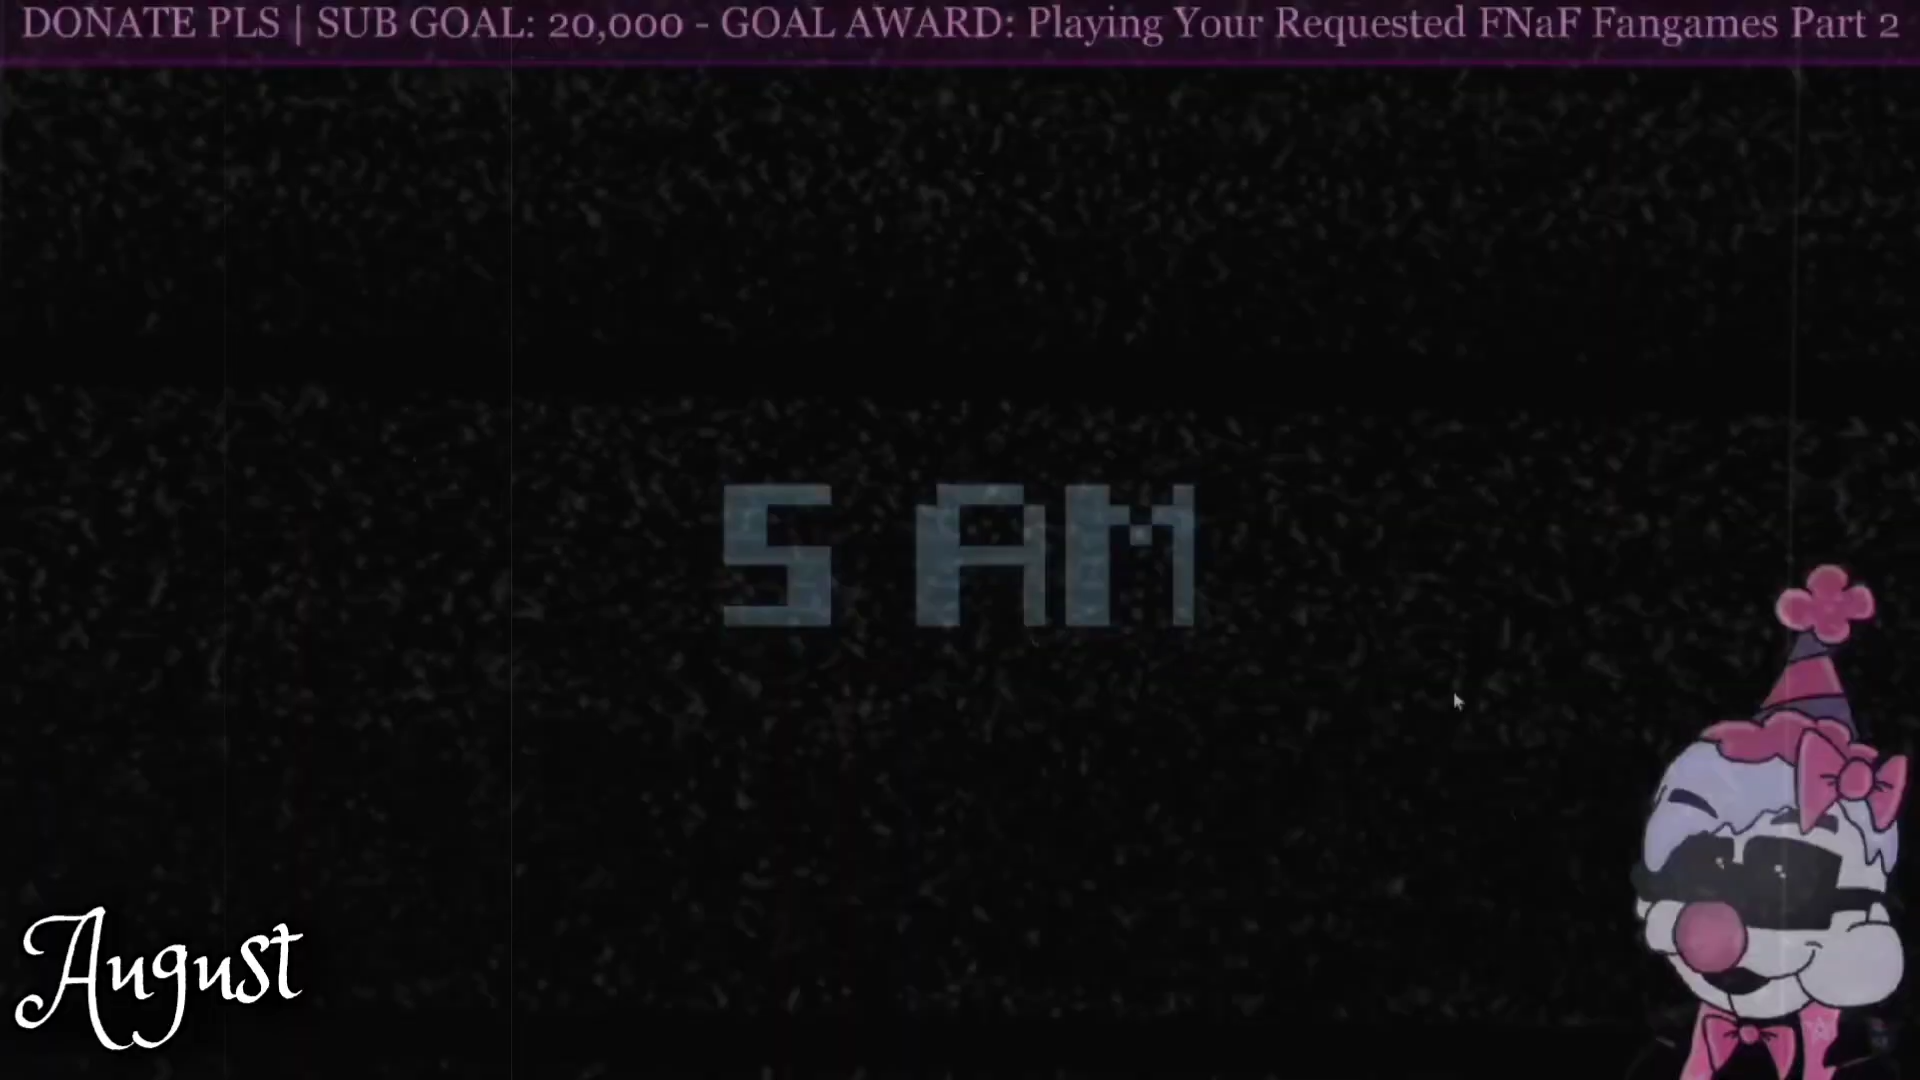 DONATE PLS | SUB GOAL: 20,000 - GOAL AWARD: Playing Your Requested FNaF Fangames Part 2
5 AM
August